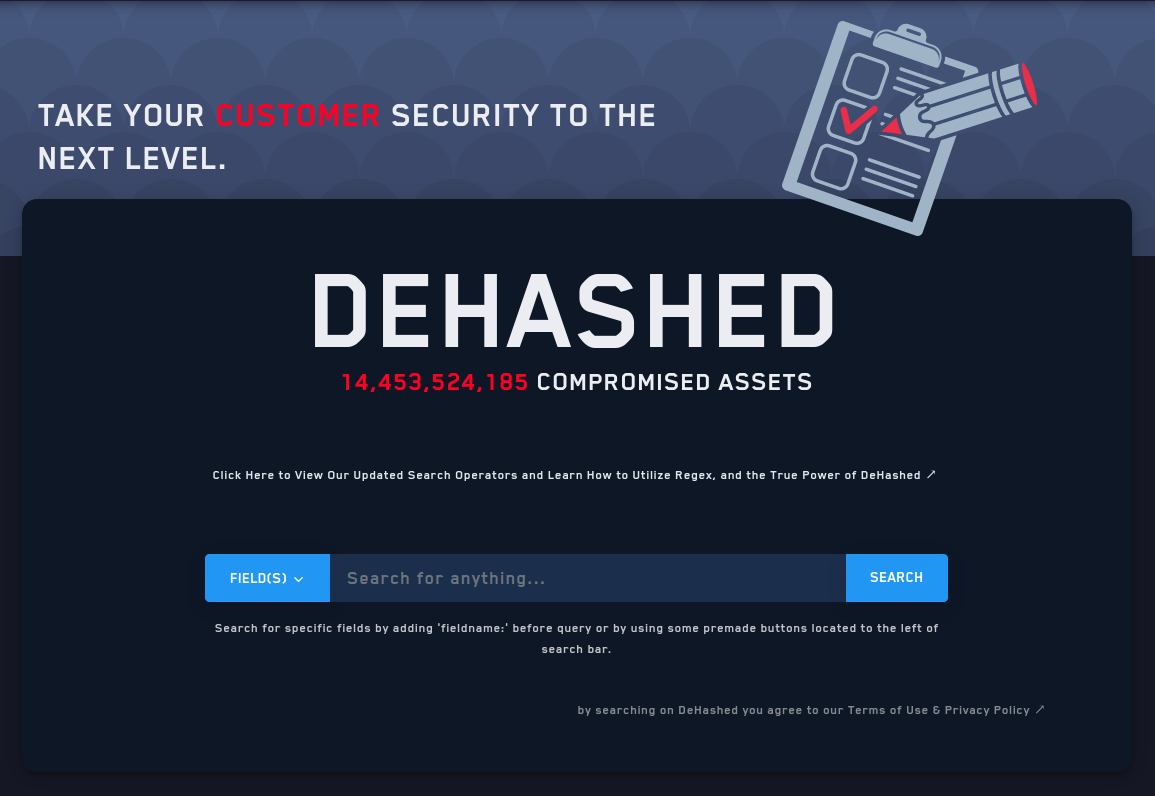 TAKE YOUR CUSTOMER SECURITY TO THE
NEXT LEVEL.
DEHASHED
14,453,524,185 COMPROMISED ASSETS
Click Here to View Our Updated Search Operators and Learn How to Utilize Regex, and the True Power of DeHashed ↗
FIELD(S)
Search for anything...
SEARCH
Search for specific fields by adding 'fieldname:' before query or by using some premade buttons located to the left of
search bar.
by searching on DeHashed you agree to our Terms of Use & Privacy Policy ↗